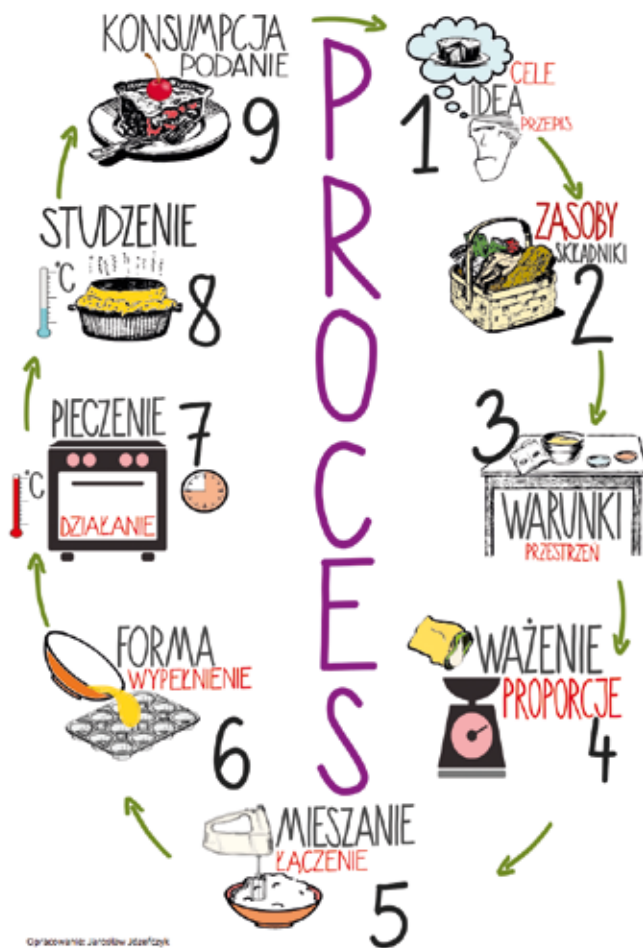 PROCES
1
CELE
IDEA
PRZEPIS
ZASOBY
SKŁADNIKI
2
3
WARUNKI
PRZESTRZEŃ
WAŻENIE
PROPORCJE
4
MIESZANIE
ŁĄCZENIE
5
FORMA
WYPEŁNIENIE
6
PIECZENIE
7
°C
DZIAŁANIE
STUDZENIE
°C
8
KONSUMPCJA
PODANIE
9
Opracowanie: Jarosław Józefczyk